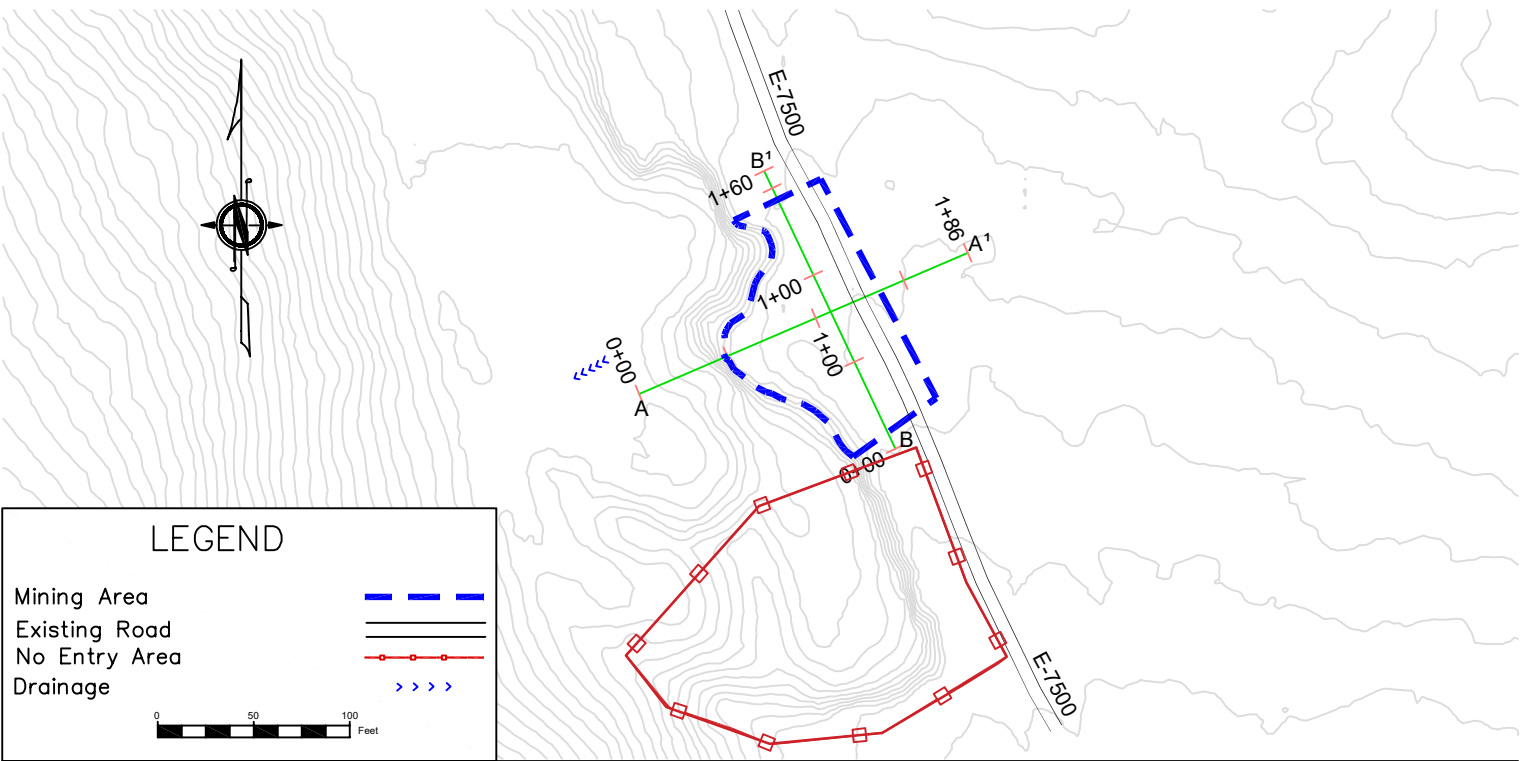 E-7500
B¹
1+60
1+86
A¹
1+00
1+00
0+00
A
B
0+00
E-7500
LEGEND
Mining Area
Existing Road
No Entry Area
Drainage
0 50 100
Feet